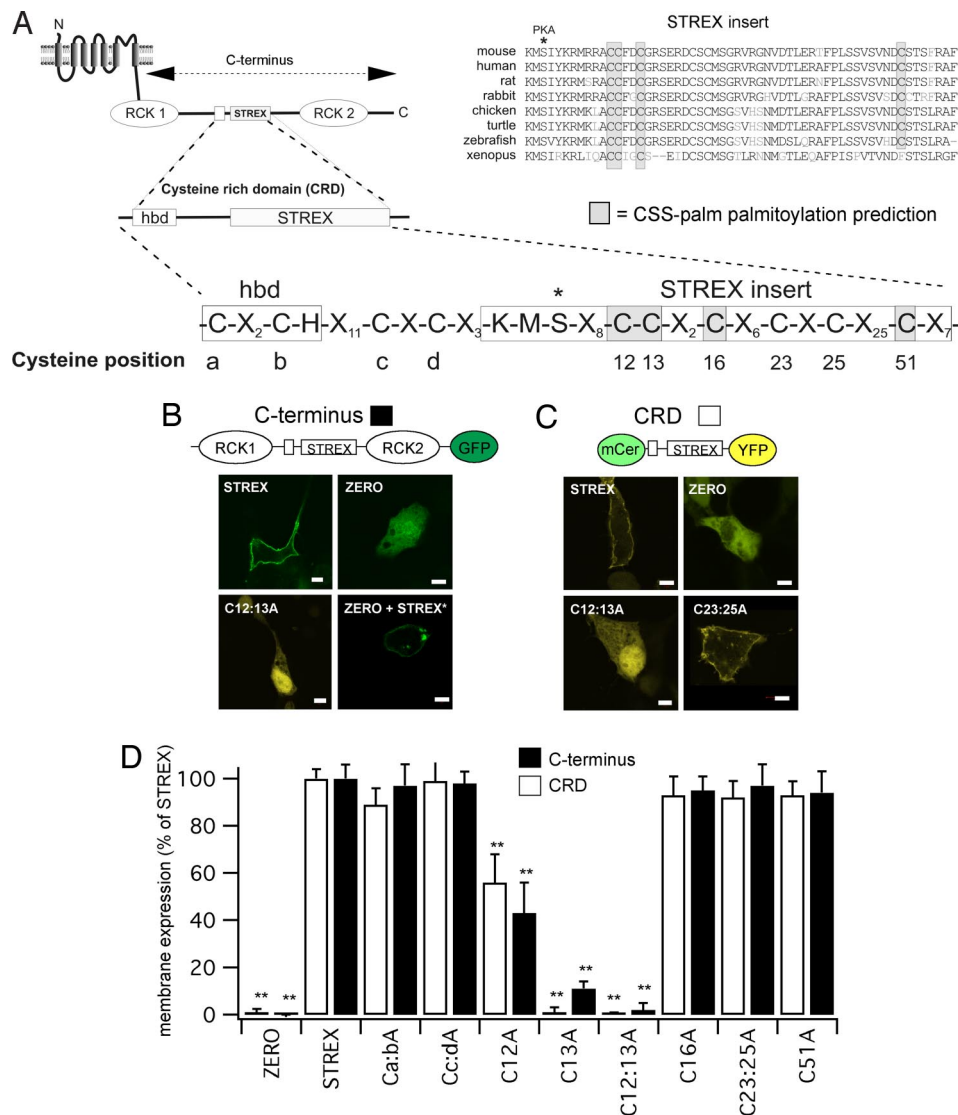 A
N
C-terminus
RCK 1
STREX
RCK 2
C
Cysteine rich domain (CRD)
hbd
STREX
STREX insert
PKA
*
mouse KMSIYKRMRRACCFDCGRSERDCSCMSGRVRGNVDTLERTFPLSSVSVNDCSTSFRAF
human KMSIYKRMRRACCFDCGRSERDCSCMSGRVRGNVDTLERAFPLSSVSVNDCSTSFRAF
rat KMSIYKRMSRACCFDCGRSERDCSCMSGRVRGNVDTLERNFPLSSVSVNDCSTSFRAF
rabbit KMSIYKRMRRACCFGCGRSERDCSCMSGRVRGHVDTLGRAFPLSSVSVSDCSTRFRAF
chicken KMSIYKRMKLACCFDCGRSERDCSCMSGSVHSNMDTLERAFPLSSVSVNDCSTSFRAF
turtle KMSIYKRMKLACCFDCGRSERDCSCMSGSVHSNMDTLERAFPLSSVSVNDCSTSFRAF
zebrafish KMSVYKRMKLACCFDCGRSERDCSCMSGSVHSNMDSLQRAFPLSSVSVHDCSTSLRA-
xenopus KMSIRKRLIQACCIGCS--EIDCSCMSGTLRNNMGTLEQAFPISPVTVNDFSTSLRGF
= CSS-palm palmitoylation prediction
hbd
*
STREX insert
-C-X2-C-H-X11-C-X-C-X3-K-M-S-X8-C-C-X2-C-X6-C-X-C-X25-C-X7-
Cysteine position a b c d 12 13 16 23 25 51
B
C-terminus
RCK1
STREX
RCK2
GFP
STREX
ZERO
C12:13A
ZERO + STREX*
C
CRD
mCer
STREX
YFP
STREX
ZERO
C12:13A
C23:25A
D
C-terminus
CRD
membrane expression (% of STREX)
100
80
60
40
20
0
** ** ** ** ** ** ** **
ZERO
STREX
Ca:bA
Cc:dA
C12A
C13A
C12:13A
C16A
C23:25A
C51A